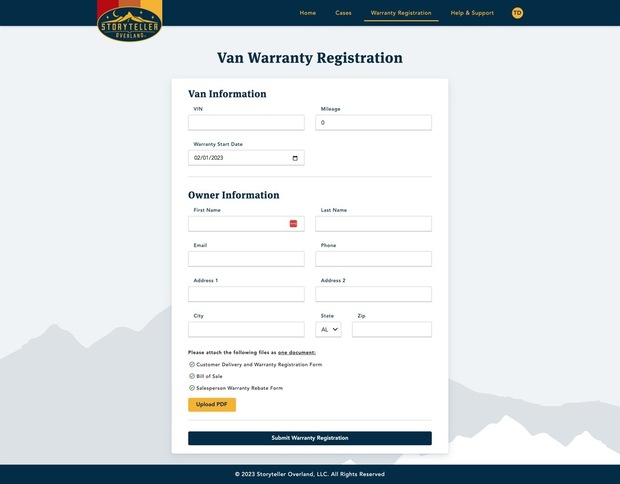 STORYTELLER
OVERLAND
Home Cases Warranty Registration Help & Support TD
Van Warranty Registration
Van Information
VIN Mileage
0
Warranty Start Date
02/01/2023
Owner Information
First Name Last Name
Email Phone
Address 1 Address 2
City State Zip
AL
Please attach the following files as one document:
Customer Delivery and Warranty Registration Form
Bill of Sale
Salesperson Warranty Rebate Form
Upload PDF
Submit Warranty Registration
© 2023 Storyteller Overland, LLC. All Rights Reserved